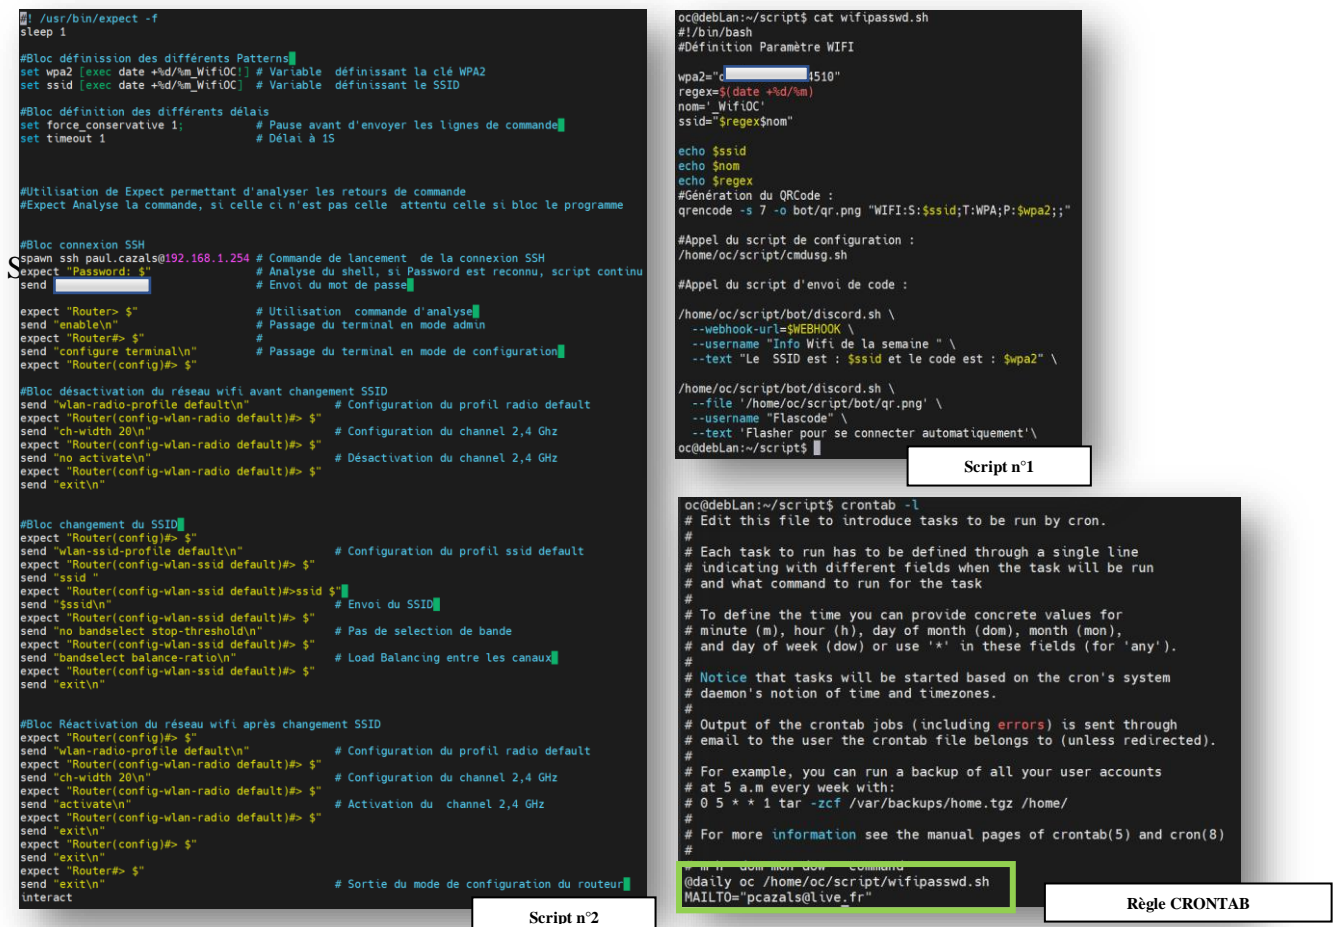 #! /usr/bin/expect -f
sleep 1
#Bloc définission des différents Patterns
set wpa2 [exec date +%d/%m_WifiOC!] # Variable définissant la clé WPA2
set ssid [exec date +%d/%m_WifiOC] # Variable définissant le SSID
#Bloc définition des différents délais
set force_conservative 1; # Pause avant d'envoyer les lignes de commande
set timeout 1 # Délai à 1S
#Utilisation de Expect permettant d'analyser les retours de commande
#Expect Analyse la commande, si celle ci n'est pas celle attentu celle si bloc le programme
#Bloc connexion SSH
spawn ssh paul.cazals@192.168.1.254 # Commande de lancement de la connexion SSH
S
expect "Password: $" # Analyse du shell, si Password est reconnu, script continu
send # Envoi du mot de passe
expect "Router> $" # Utilisation commande d'analyse
send "enable\n" # Passage du terminal en mode admin
expect "Router#> $" #
send "configure terminal\n" # Passage du terminal en mode de configuration
expect "Router(config)#> $"
#Bloc désactivation du réseau wifi avant changement SSID
send "wlan-radio-profile default\n" # Configuration du profil radio default
expect "Router(config-wlan-radio default)#> $"
send "ch-width 20\n" # Configuration du channel 2,4 Ghz
expect "Router(config-wlan-radio default)#> $"
send "no activate\n" # Désactivation du channel 2,4 GHz
expect "Router(config-wlan-radio default)#> $"
send "exit\n"
#Bloc changement du SSID
expect "Router(config)#> $"
send "wlan-ssid-profile default\n" # Configuration du profil ssid default
expect "Router(config-wlan-ssid default)#> $"
send "ssid "
expect "Router(config-wlan-ssid default)#>ssid $"
send "$ssid\n" # Envoi du SSID
expect "Router(config-wlan-ssid default)#> $"
send "no bandselect stop-threshold\n" # Pas de selection de bande
expect "Router(config-wlan-ssid default)#> $"
send "bandselect balance-ratio\n" # Load Balancing entre les canaux
expect "Router(config-wlan-ssid default)#> $"
send "exit\n"
#Bloc Réactivation du réseau wifi après changement SSID
expect "Router(config)#> $"
send "wlan-radio-profile default\n" # Configuration du profil radio default
expect "Router(config-wlan-radio default)#> $"
send "ch-width 20\n" # Configuration du channel 2,4 GHz
expect "Router(config-wlan-radio default)#> $"
send "activate\n" # Activation du channel 2,4 GHz
expect "Router(config-wlan-radio default)#> $"
send "exit\n"
expect "Router(config)#> $"
send "exit\n"
expect "Router#> $"
send "exit\n" # Sortie du mode de configuration du routeur
interact
Script n°2
oc@debLan:~/script$ cat wifipasswd.sh
#!/bin/bash
#Définition Paramètre WIFI
wpa2="c 4510"
regex=$(date +%d/%m)
nom='_WifiOC'
ssid="$regex$nom"
echo $ssid
echo $nom
echo $regex
#Génération du QRCode :
qrencode -s 7 -o bot/qr.png "WIFI:S:$ssid;T:WPA;P:$wpa2;;"
#Appel du script de configuration :
/home/oc/script/cmdusg.sh
#Appel du script d'envoi de code :
/home/oc/script/bot/discord.sh \
--webhook-url=$WEBHOOK \
--username "Info Wifi de la semaine " \
--text "Le SSID est : $ssid et le code est : $wpa2" \
/home/oc/script/bot/discord.sh \
--file '/home/oc/script/bot/qr.png' \
--username "Flascode" \
--text 'Flasher pour se connecter automatiquement'\
oc@debLan:~/script$
Script n°1
oc@debLan:~/script$ crontab -l
# Edit this file to introduce tasks to be run by cron.
#
# Each task to run has to be defined through a single line
# indicating with different fields when the task will be run
# and what command to run for the task
#
# To define the time you can provide concrete values for
# minute (m), hour (h), day of month (dom), month (mon),
# and day of week (dow) or use '*' in these fields (for 'any').
#
# Notice that tasks will be started based on the cron's system
# daemon's notion of time and timezones.
#
# Output of the crontab jobs (including errors) is sent through
# email to the user the crontab file belongs to (unless redirected).
#
# For example, you can run a backup of all your user accounts
# at 5 a.m every week with:
# 0 5 * * 1 tar -zcf /var/backups/home.tgz /home/
#
# For more information see the manual pages of crontab(5) and cron(8)
#
# m h dom mon dow command
@daily oc /home/oc/script/wifipasswd.sh
MAILTO="pcazals@live.fr"
Règle CRONTAB